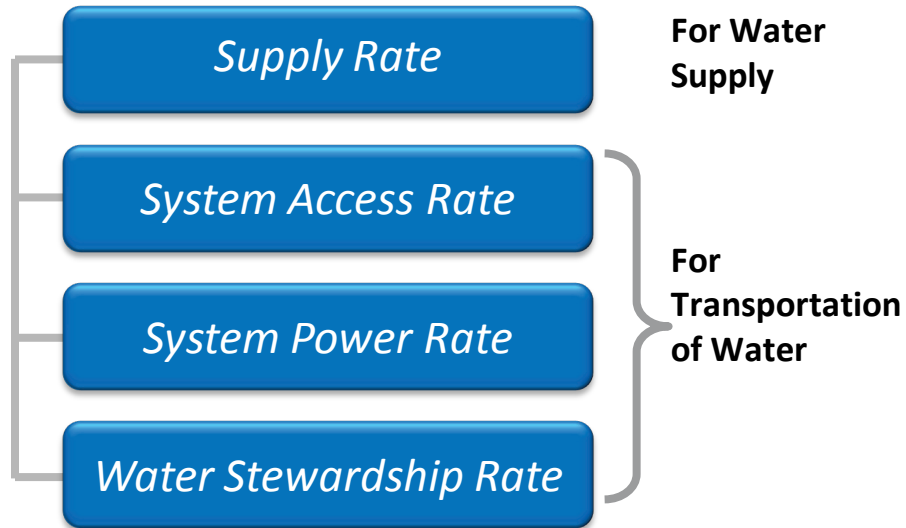 Supply Rate
For Water
Supply
System Access Rate
System Power Rate
Water Stewardship Rate
For
Transportation
of Water